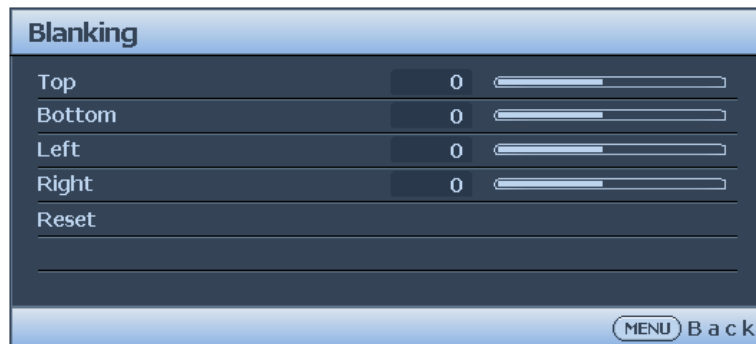 Blanking
Top 0
Bottom 0
Left 0
Right 0
Reset
MENU Back